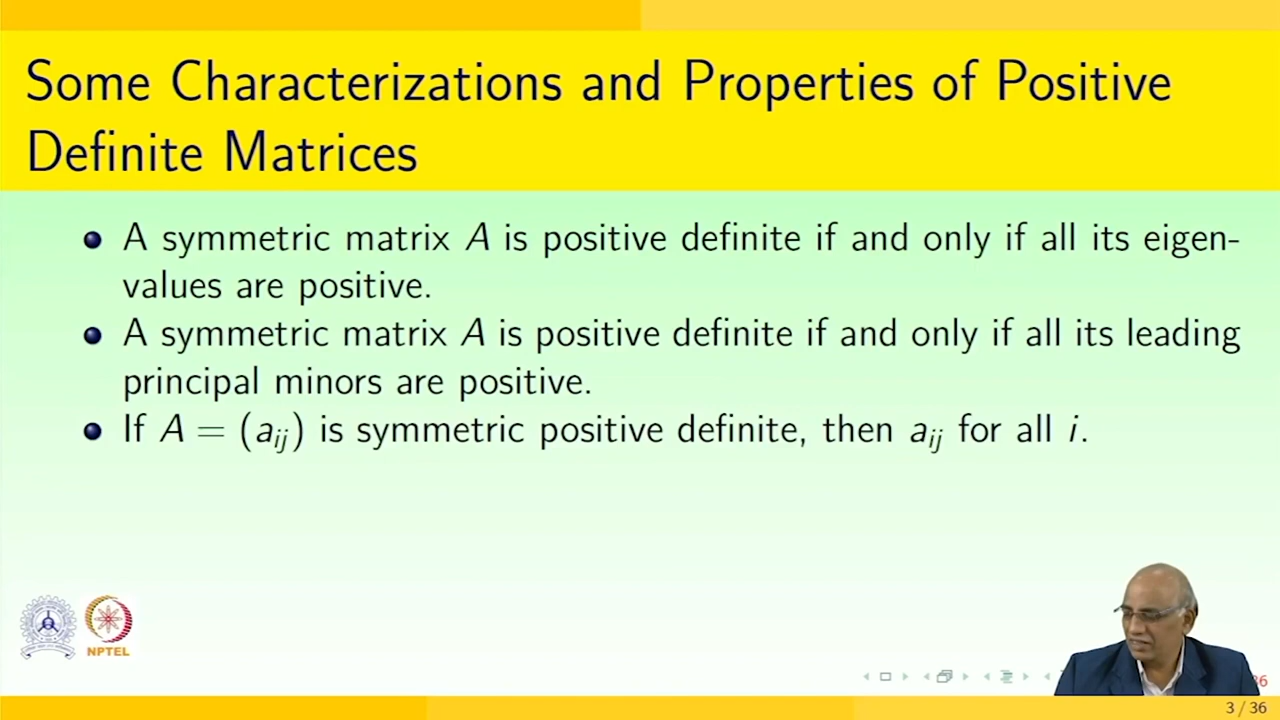 Some Characterizations and Properties of Positive
Definite Matrices
A symmetric matrix A is positive definite if and only if all its eigen-
values are positive.
A symmetric matrix A is positive definite if and only if all its leading
principal minors are positive.
If A = (aij) is symmetric positive definite, then aij for all i.
NPTEL
36
3 / 36